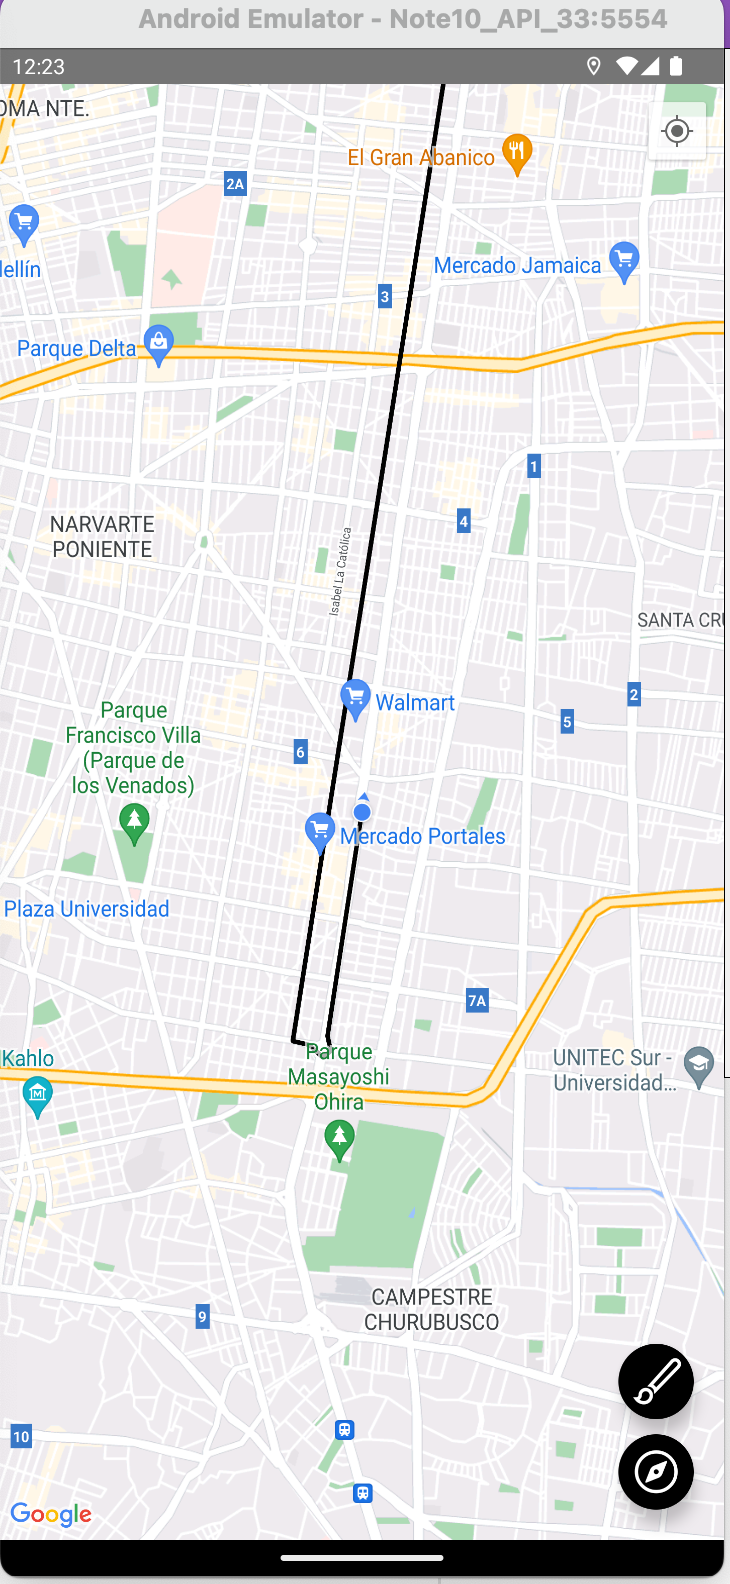 Android Emulator - Note10_API_33:5554
12:23
OMA NTE.
El Gran Abanico
2A
ellín
Mercado Jamaica
3
Parque Delta
1
4
NARVARTE
PONIENTE
Isabel La Católica
SANTA CRU
2
Walmart
5
Parque
Francisco Villa
(Parque de
los Venados)
6
Mercado Portales
Plaza Universidad
7A
Kahlo
Parque
Masayoshi
Ohira
UNITEC Sur -
Universidad...
CAMPESTRE
CHURUBUSCO
9
10
Google